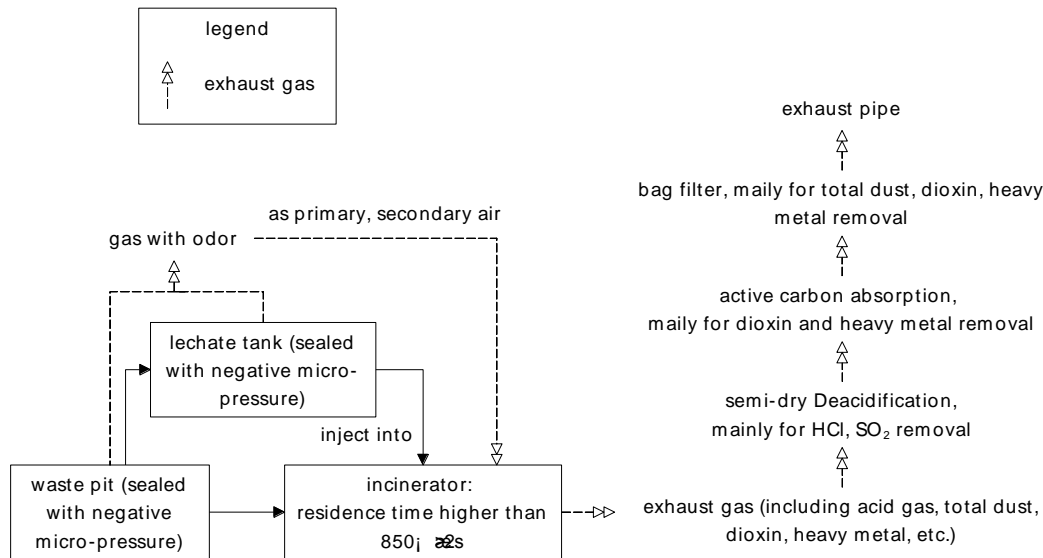 legend
exhaust gas
exhaust pipe
bag filter, maily for total dust, dioxin, heavy
metal removal
as primary, secondary air
gas with odor
active carbon absorption,
maily for dioxin and heavy metal removal
lechate tank (sealed
with negative micro-
pressure)
semi-dry Deacidification,
mainly for HCl, SO₂ removal
inject into
waste pit (sealed
with negative
micro-pressure)
incinerator:
residence time higher than
850¡
exhaust gas (including acid gas, total dust,
dioxin, heavy metal, etc.)